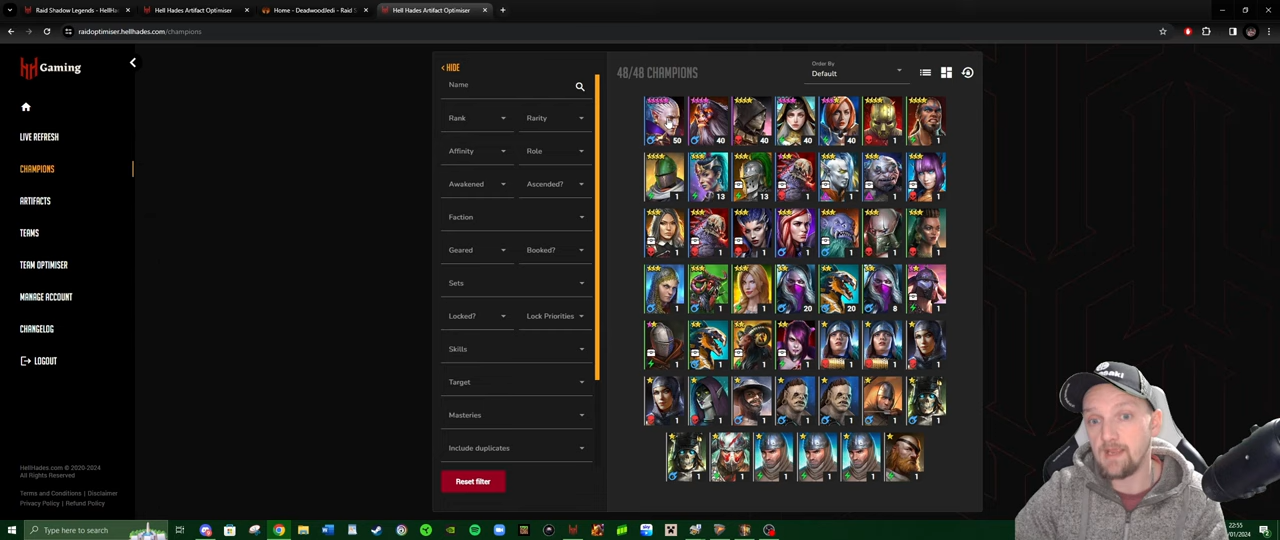 Raid Shadow Legends - HellHa
Hell Hades Artifact Optimiser
Home - DeadwoodJedi - Raid S
Hell Hades Artifact Optimiser
raidoptimiser.hellhades.com/champions
Gaming
LIVE REFRESH
CHAMPIONS
ARTIFACTS
TEAMS
TEAM OPTIMISER
MANAGE ACCOUNT
CHANGELOG
LOGOUT
HellHades.com © 2020-2024
All Rights Reserved
Terms and Conditions | Disclaimer
Privacy Policy | Refund Policy
HIDE
Name
Rank
Rarity
Affinity
Role
Awakened
Ascended?
Faction
Geared
Booked?
Sets
Locked?
Lock Priorities
Skills
Target
Masteries
Include duplicates
Reset filter
48/48 CHAMPIONS
Order By
Default
50 40 40 40 40 1 1
1 13 13 1 1 1 1
1 1 1 1 1 1 1
1 1 1 20 20 8 1
1 1 1 1 1 1 1
1 1 1 1 1 1 1
1 1 1 1 1 1
Type here to search
22:55
/01/2024